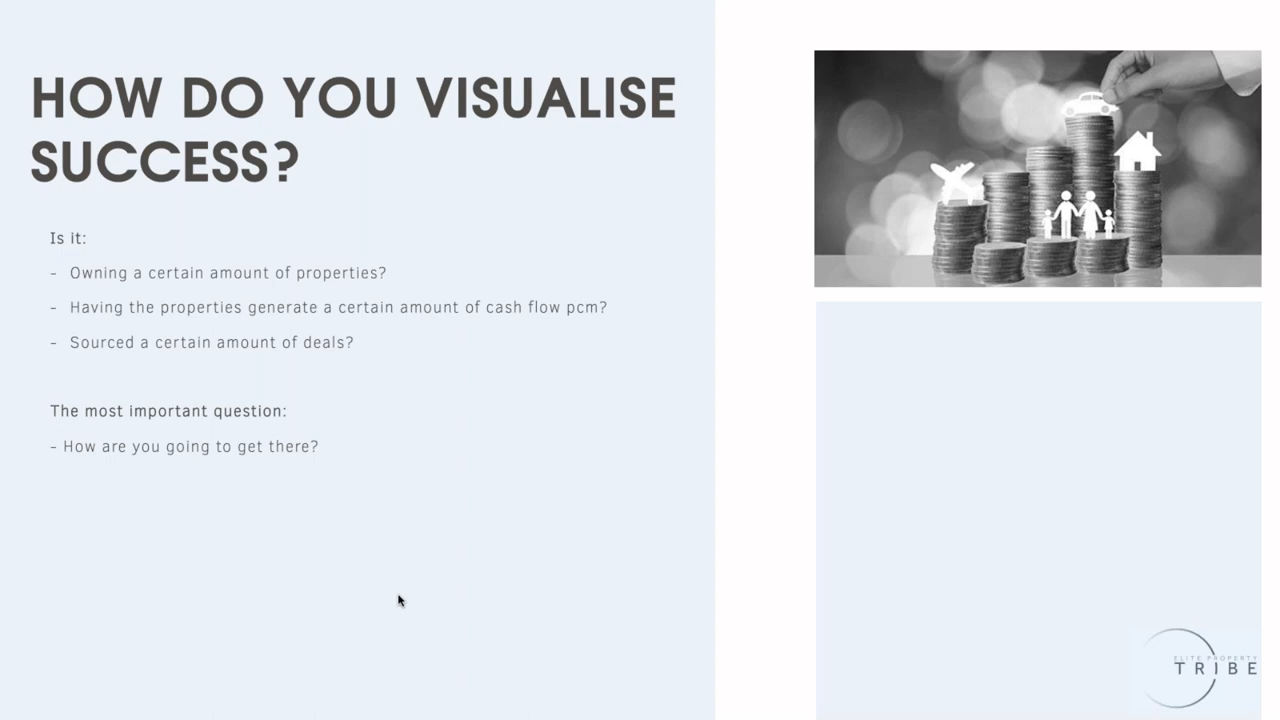 HOW DO YOU VISUALISE
SUCCESS?
Is it:
- Owning a certain amount of properties?
- Having the properties generate a certain amount of cash flow pcm?
- Sourced a certain amount of deals?
The most important question:
- How are you going to get there?
ELITE PROPERTY
TRIBE